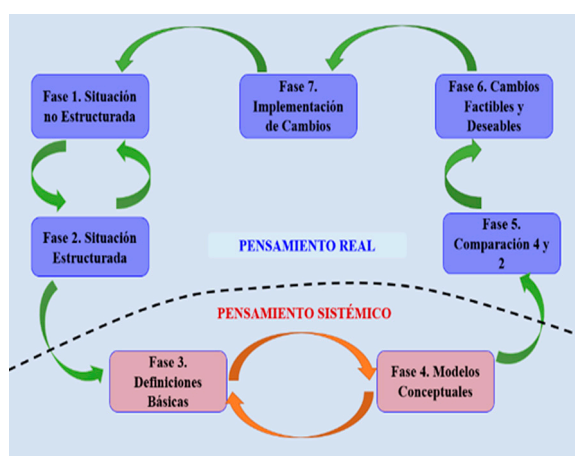 Fase 1. Situación
no Estructurada
Fase 7.
Implementación
de Cambios
Fase 6. Cambios
Factibles y
Deseables
Fase 2. Situación
Estructurada
PENSAMIENTO REAL
Fase 5.
Comparación 4 y
2
PENSAMIENTO SISTÉMICO
Fase 3.
Definiciones
Básicas
Fase 4. Modelos
Conceptuales